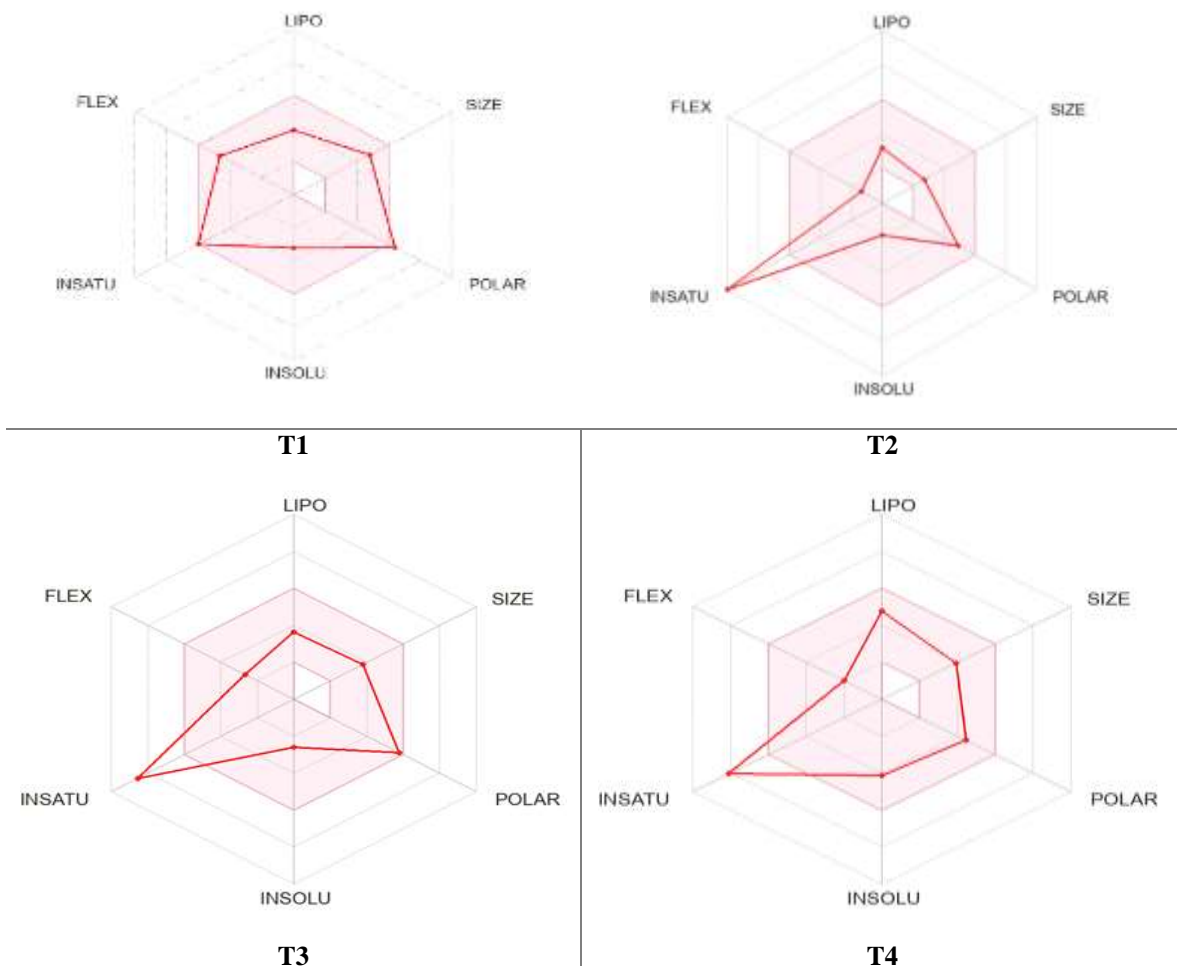 LIPO
FLEX
SIZE
INSATU
POLAR
INSOLU
T1
LIPO
FLEX
SIZE
INSATU
POLAR
INSOLU
T2
LIPO
FLEX
SIZE
INSATU
POLAR
INSOLU
T3
LIPO
FLEX
SIZE
INSATU
POLAR
INSOLU
T4